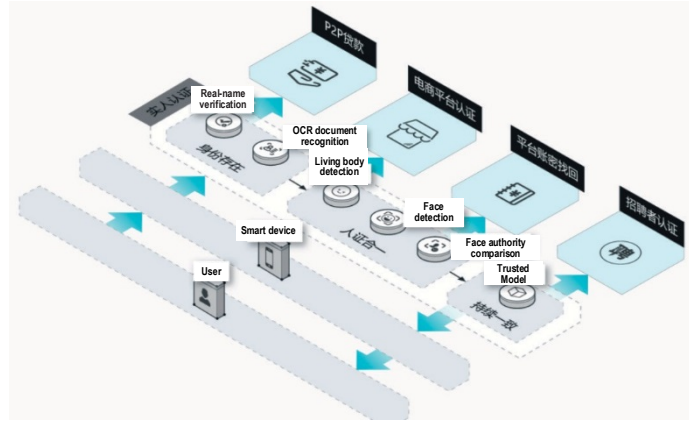 P2P贷款
电商平台认证
平台账密找回
招聘者认证
实人认证
Real-name
verification
OCR document
recognition
身份存在
Living body
detection
Face
detection
人证合一
Face authority
comparison
Trusted
Model
持续一致
Smart device
User
聘